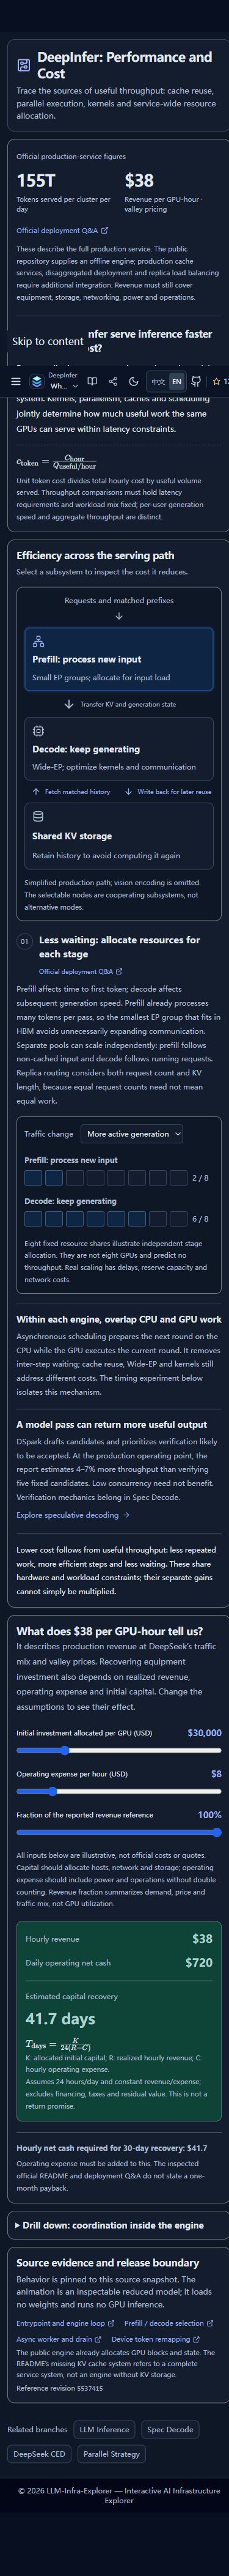 DeepInfer: Performance and
Cost
Trace the sources of useful throughput: cache reuse,
parallel execution, kernels and service-wide resource
allocation.
Official production-service figures
155T
Tokens served per cluster per
day
$38
Revenue per GPU-hour ·
valley pricing
Official deployment Q&A
These describe the full production service. The public
repository supplies an offline engine; production cache
services, disaggregated deployment and replica load balancing
require additional integration. Revenue must still cover
equipment, storage, networking, power and operations.
nfer serve inference faster
Skip to content
DeepInfer
Wh...
中文
EN
system. Kernels, parallelism, caches and scheduling
jointly determine how much useful work the same
GPUs can serve within latency constraints.
c_token = C_hour / Q_useful/hour
Unit token cost divides total hourly cost by useful volume
served. Throughput comparisons must hold latency
requirements and workload mix fixed; per-user generation
speed and aggregate throughput are distinct.
Efficiency across the serving path
Select a subsystem to inspect the cost it reduces.
Requests and matched prefixes
Prefill: process new input
Small EP groups; allocate for input load
Transfer KV and generation state
Decode: keep generating
Wide-EP; optimize kernels and communication
Fetch matched history
Write back for later reuse
Shared KV storage
Retain history to avoid computing it again
Simplified production path; vision encoding is omitted.
The selectable nodes are cooperating subsystems, not
alternative modes.
01
Less waiting: allocate resources for
each stage
Official deployment Q&A
Prefill affects time to first token; decode affects
subsequent generation speed. Prefill already processes
many tokens per pass, so the smallest EP group that fits in
HBM avoids unnecessarily expanding communication.
Separate pools can scale independently: prefill follows
non-cached input and decode follows running requests.
Replica routing considers both request count and KV
length, because equal request counts need not mean
equal work.
Traffic change
More active generation
Prefill: process new input
2 / 8
Decode: keep generating
6 / 8
Eight fixed resource shares illustrate independent stage
allocation. They are not eight GPUs and predict no
throughput. Real scaling has delays, reserve capacity and
network costs.
Within each engine, overlap CPU and GPU work
Asynchronous scheduling prepares the next round on the
CPU while the GPU executes the current round. It removes
inter-step waiting; cache reuse, Wide-EP and kernels still
address different costs. The timing experiment below
isolates this mechanism.
A model pass can return more useful output
DSpark drafts candidates and prioritizes verification likely
to be accepted. At the production operating point, the
report estimates 4–7% more throughput than verifying
five fixed candidates. Low concurrency need not benefit.
Verification mechanics belong in Spec Decode.
Explore speculative decoding
Lower cost follows from useful throughput: less repeated
work, more efficient steps and less waiting. These share
hardware and workload constraints; their separate gains
cannot simply be multiplied.
What does $38 per GPU-hour tell us?
It describes production revenue at DeepSeek's traffic
mix and valley prices. Recovering equipment
investment also depends on realized revenue,
operating expense and initial capital. Change the
assumptions to see their effect.
Initial investment allocated per GPU (USD)
$30,000
Operating expense per hour (USD)
$8
Fraction of the reported revenue reference
100%
All inputs below are illustrative, not official costs or quotes.
Capital should allocate hosts, network and storage; operating
expense should include power and operations without double
counting. Revenue fraction summarizes demand, price and
traffic mix, not GPU utilization.
Hourly revenue
$38
Daily operating net cash
$720
Estimated capital recovery
41.7 days
T_days = K / 24(R−C)
K: allocated initial capital; R: realized hourly revenue; C:
hourly operating expense.
Assumes 24 hours/day and constant revenue/expense;
excludes financing, taxes and residual value. This is not a
return promise.
Hourly net cash required for 30-day recovery: $41.7
Operating expense must be added to this. The inspected
official README and deployment Q&A do not state a one-
month payback.
Drill down: coordination inside the engine
Source evidence and release boundary
Behavior is pinned to this source snapshot. The
animation is an inspectable reduced model; it loads
no weights and runs no GPU inference.
Entrypoint and engine loop
Prefill / decode selection
Async worker and drain
Device token remapping
The public engine already allocates GPU blocks and state. The
README's missing KV cache system refers to a complete
service system, not an engine without KV storage.
Reference revision 5537415
Related branches
LLM Inference
Spec Decode
DeepSeek CED
Parallel Strategy
© 2026 LLM-Infra-Explorer — Interactive AI Infrastructure
Explorer